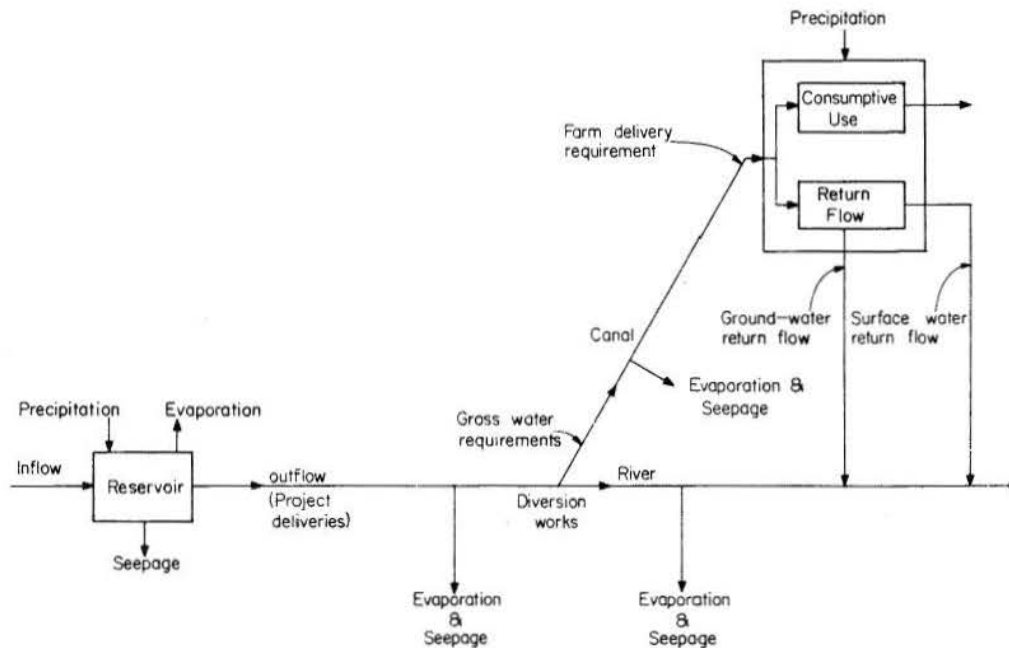 Precipitation
Consumptive
Use
Farm delivery
requirement
Return
Flow
Ground-water
return flow
Surface water
return flow
Canal
Evaporation &
Seepage
Gross water
requirements
Precipitation
Evaporation
Inflow
Reservoir
outflow
(Project
deliveries)
River
Diversion
works
Seepage
Evaporation
&
Seepage
Evaporation
&
Seepage